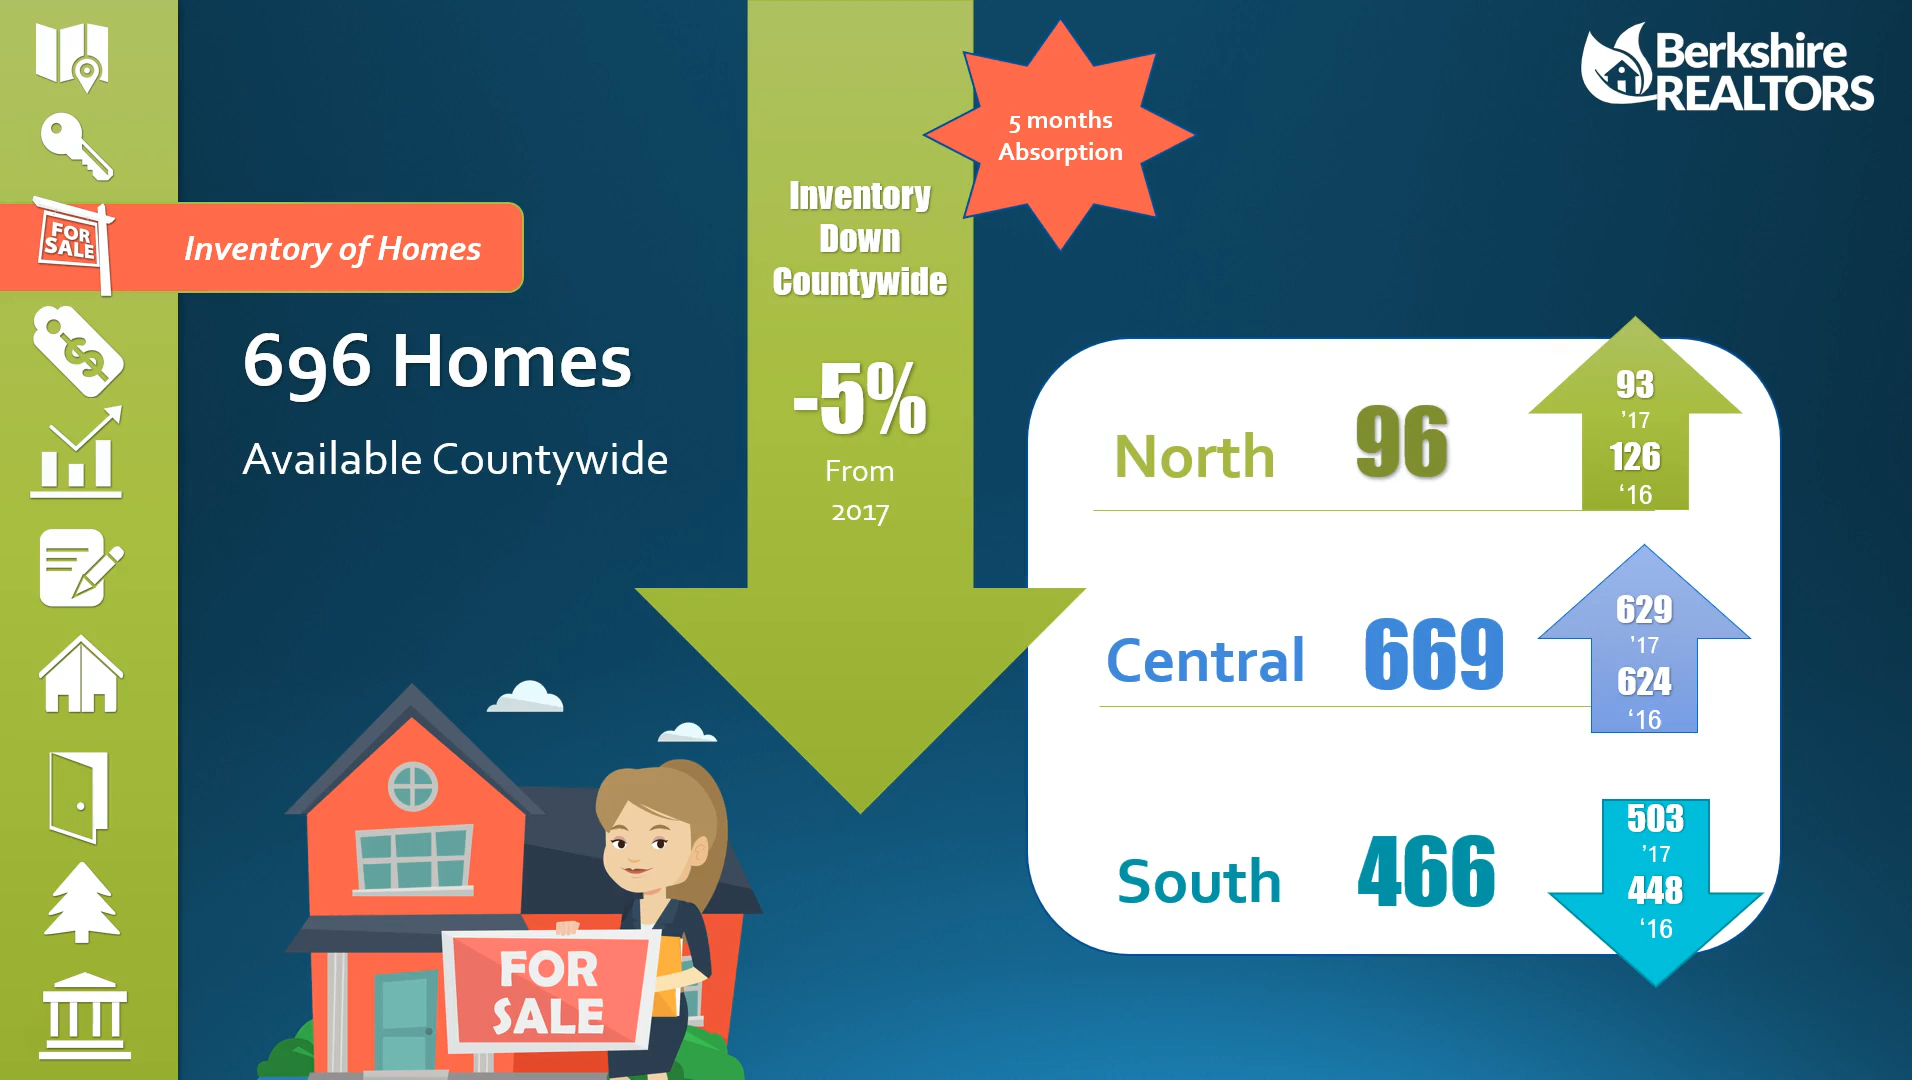 Berkshire
REALTORS
5 months
Absorption
Inventory
Down
Countywide
-5%
From
2017
FOR
SALE
Inventory of Homes
696 Homes
Available Countywide
North 96
93
’17
126
‘16
Central 669
629
’17
624
‘16
South 466
503
’17
448
‘16
FOR
SALE